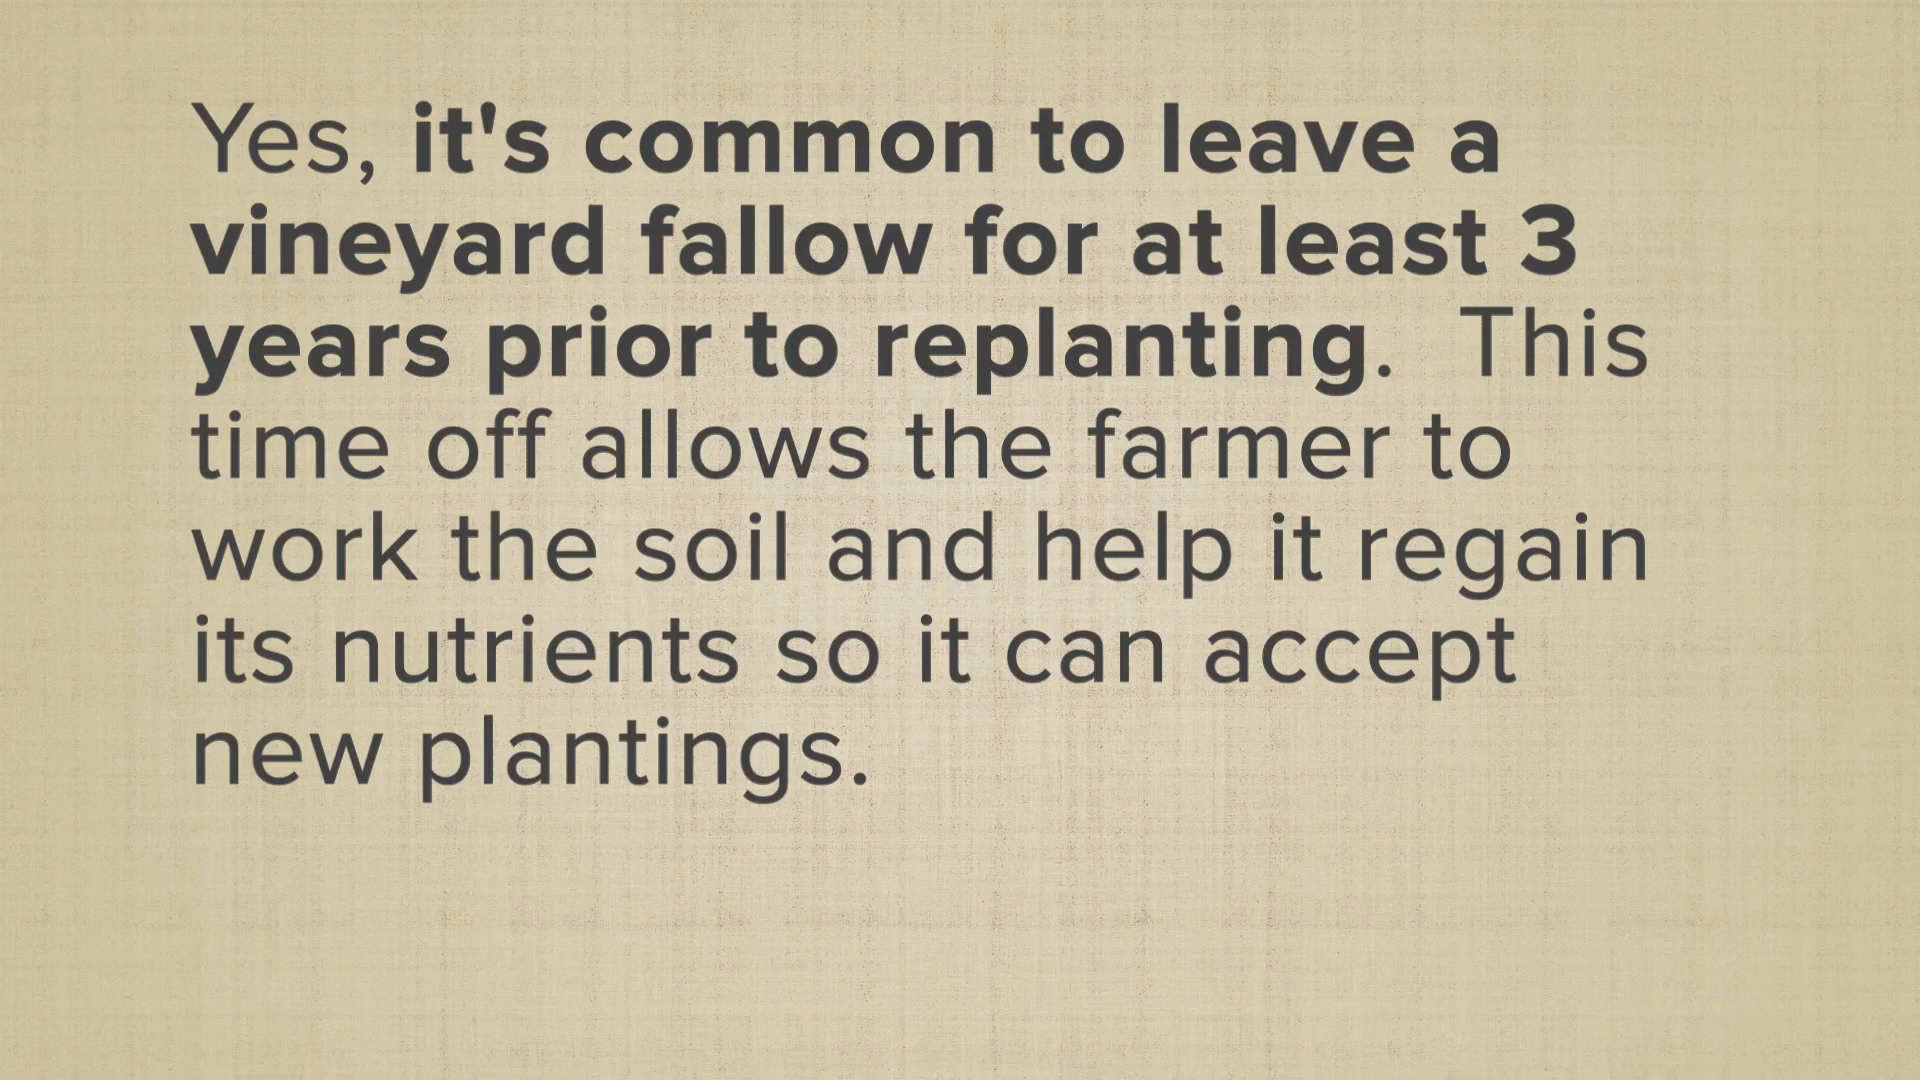 Yes, it's common to leave a
vineyard fallow for at least 3
years prior to replanting.  This
time off allows the farmer to
work the soil and help it regain
its nutrients so it can accept
new plantings.